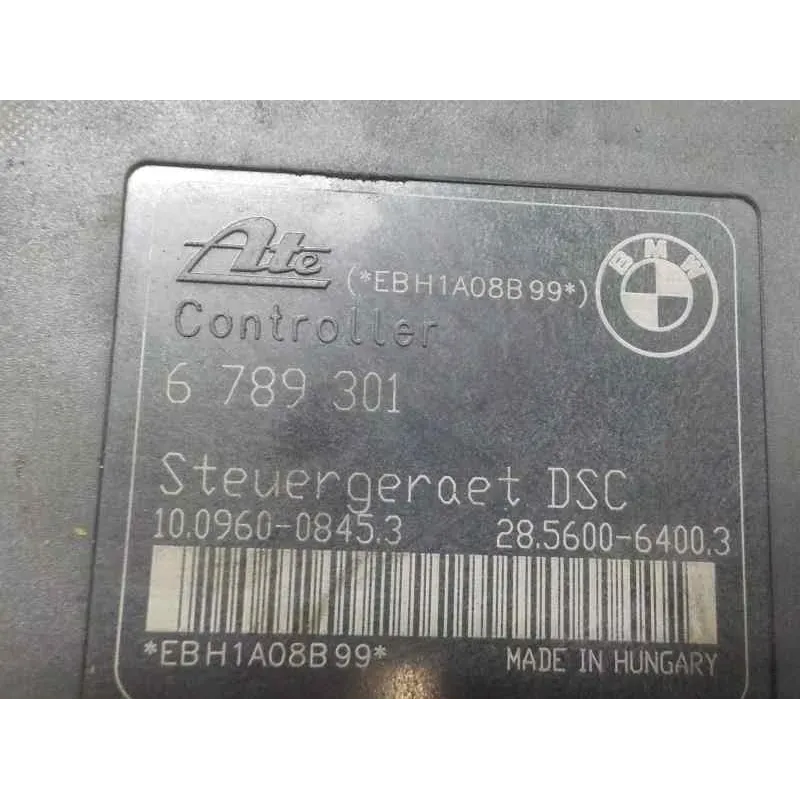 Ate (*EBH1A08B99*) BMW
Controller
6 789 301
Steuergeraet DSC
10.0960-0845.3 28.5600-6400.3
*EBH1A08B99* MADE IN HUNGARY